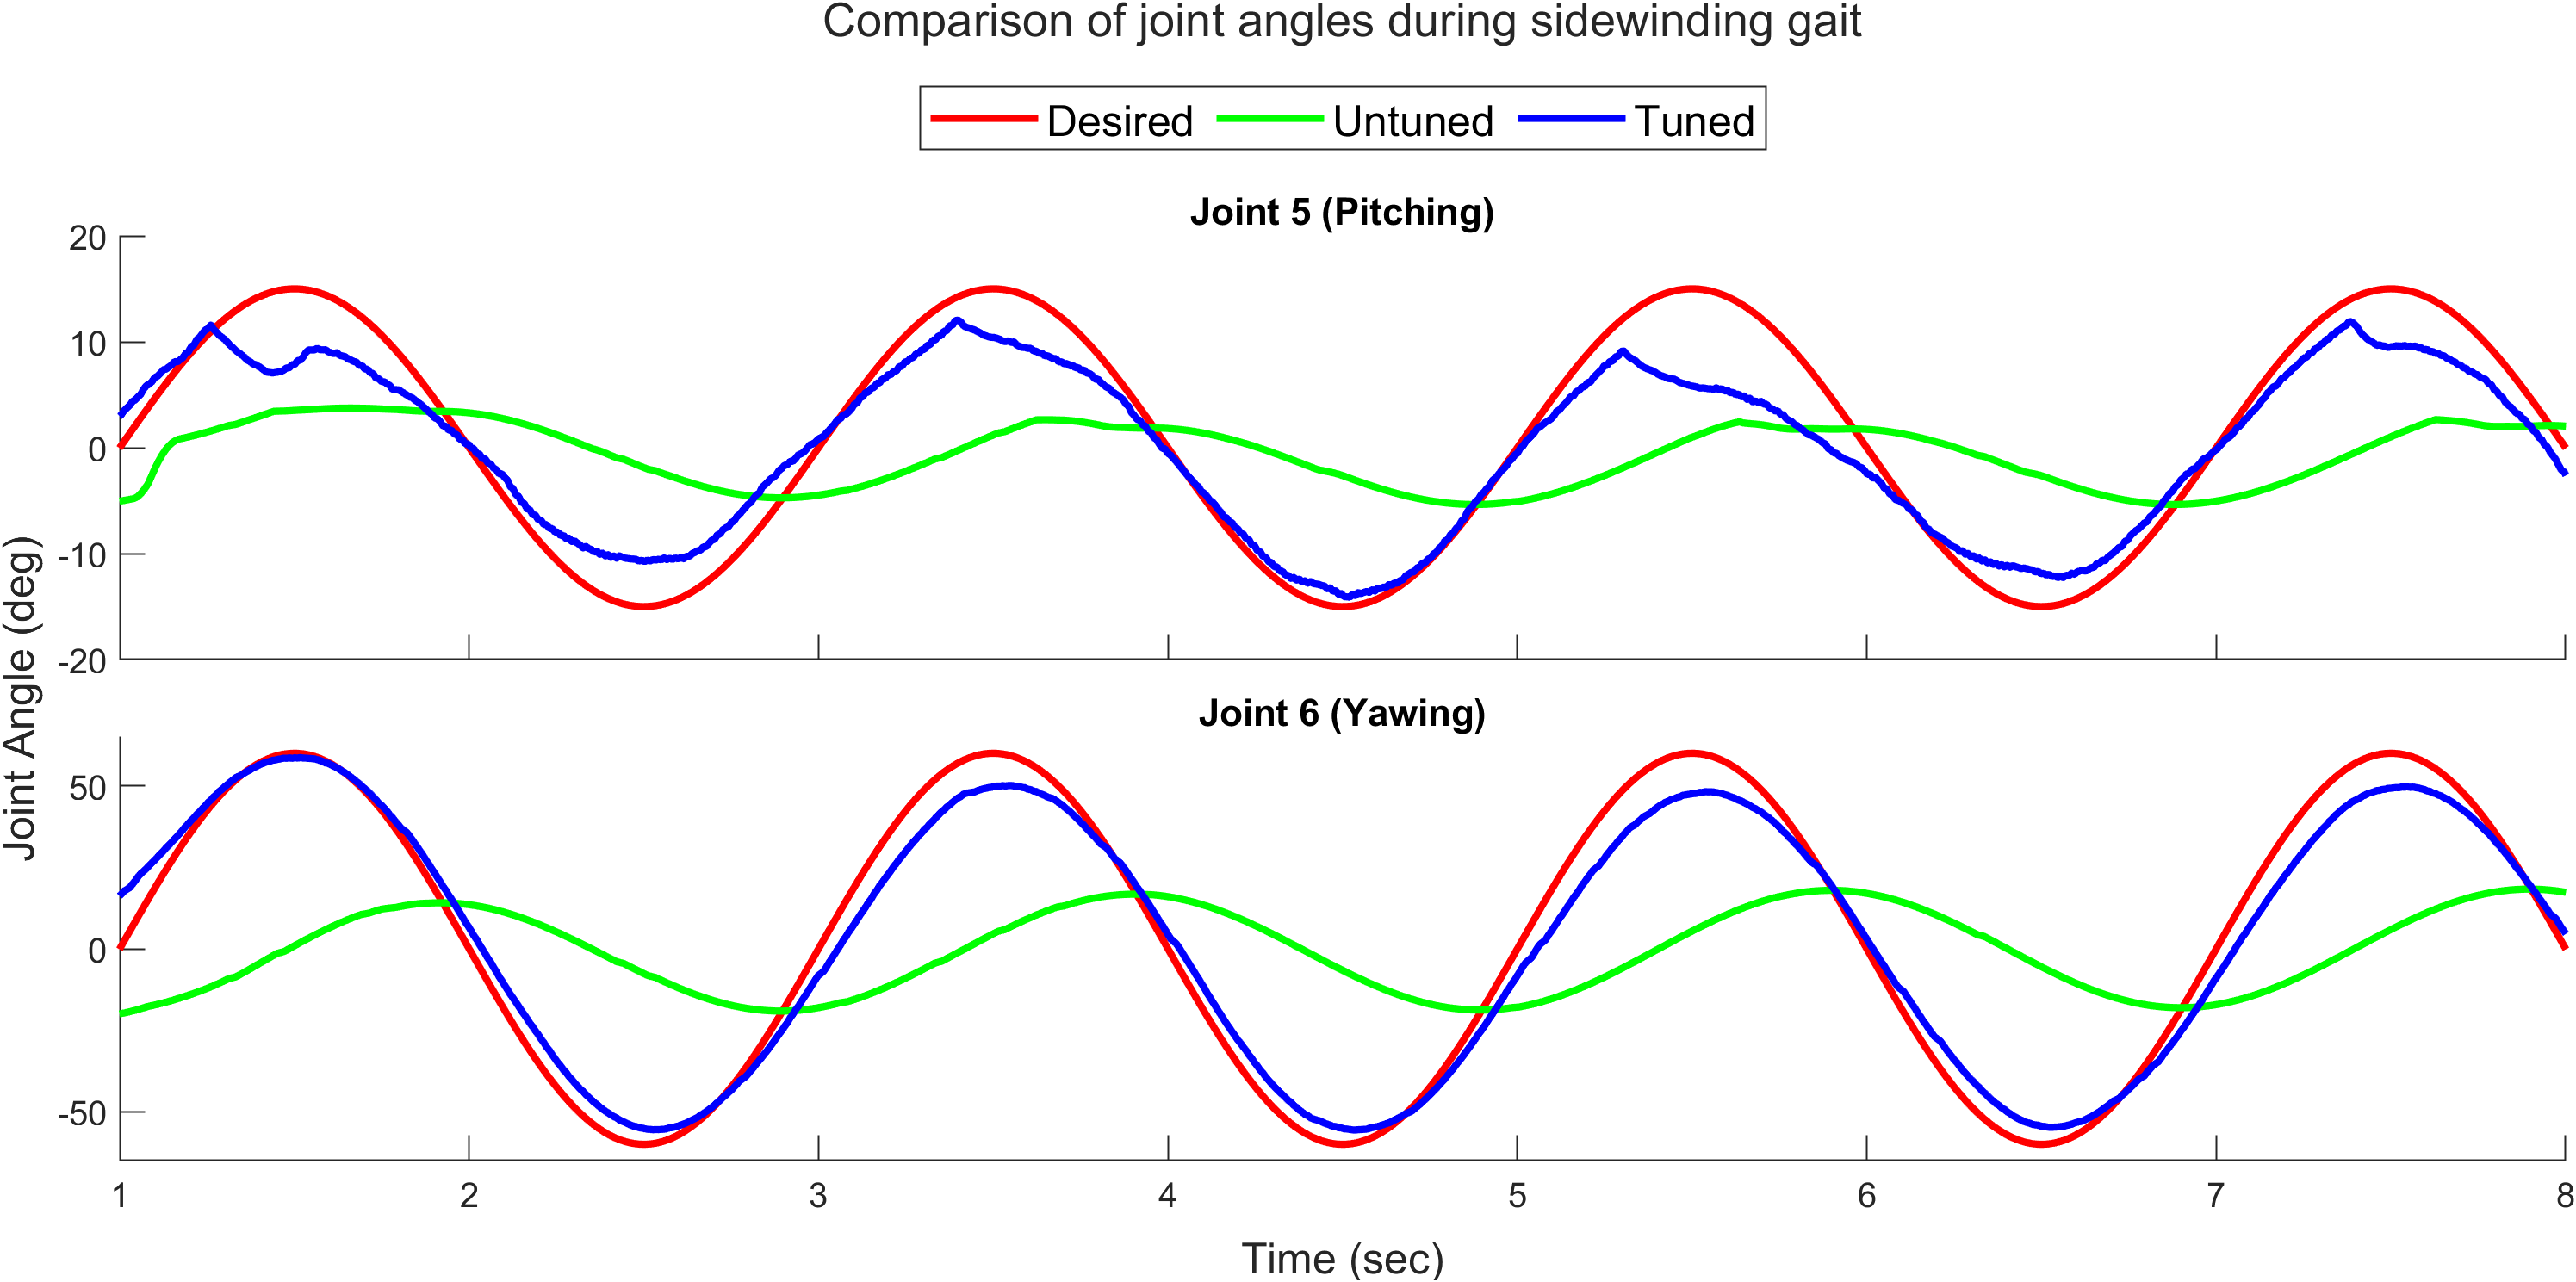 Comparison of joint angles during sidewinding gait
Desired Untuned Tuned
Joint 5 (Pitching)
20
10
0
-10
-20
Joint Angle (deg)
Joint 6 (Yawing)
50
0
-50
1 2 3 4 5 6 7 8
Time (sec)